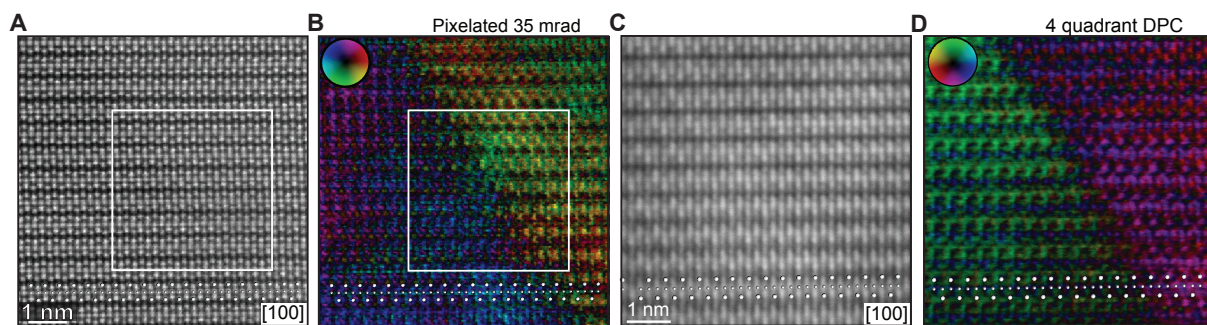 A
B
Pixelated 35 mrad
C
D
4 quadrant DPC
1 nm
[100]
1 nm
[100]